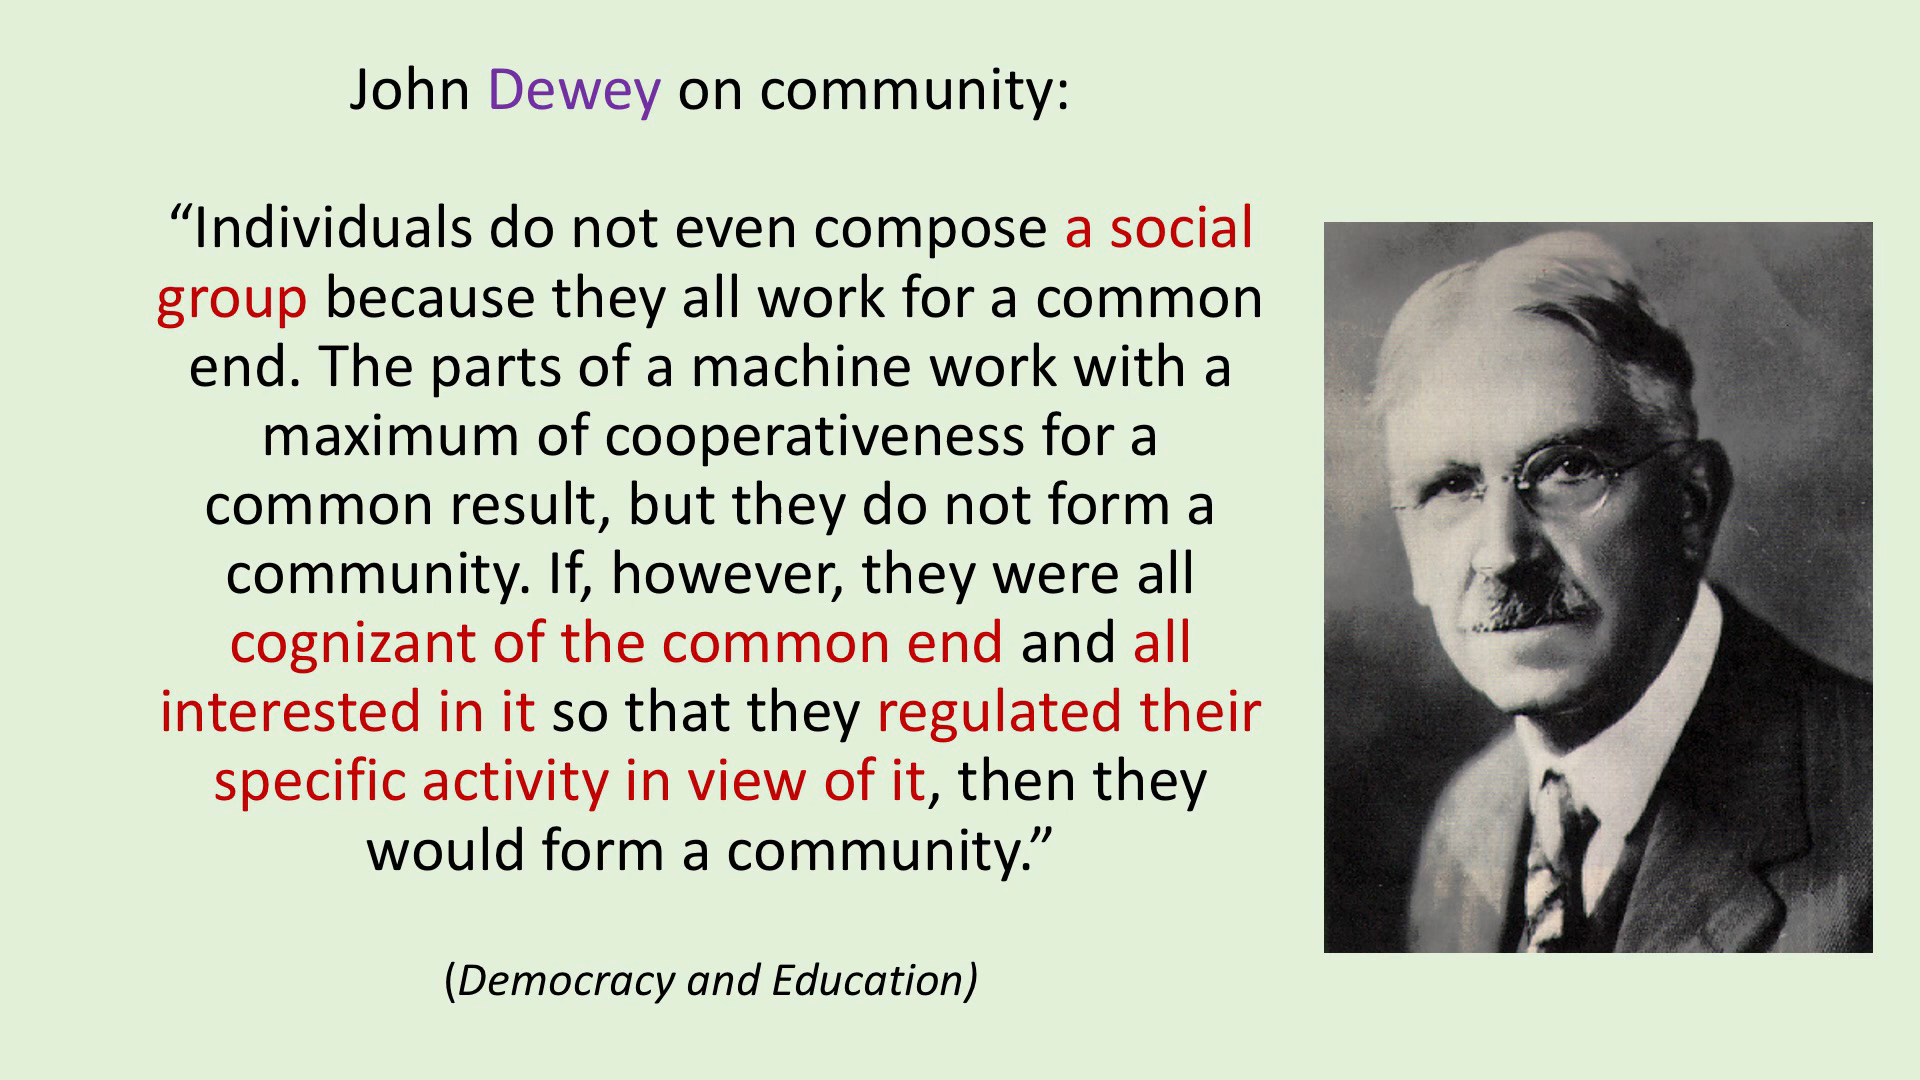 John Dewey on community:
“Individuals do not even compose a social
group because they all work for a common
end. The parts of a machine work with a
maximum of cooperativeness for a
common result, but they do not form a
community. If, however, they were all
cognizant of the common end and all
interested in it so that they regulated their
specific activity in view of it, then they
would form a community.”
(Democracy and Education)